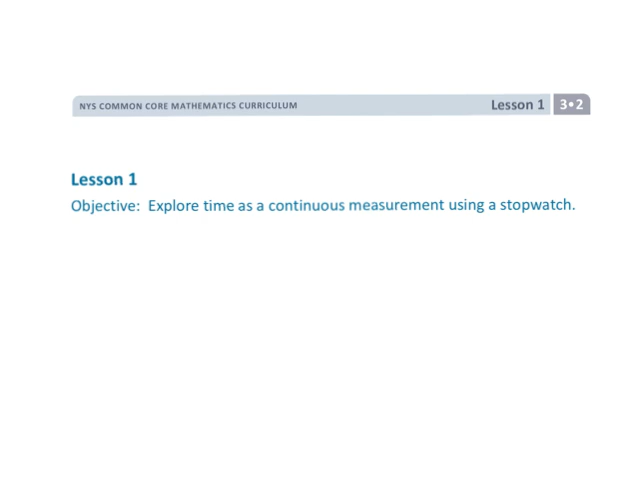 NYS COMMON CORE MATHEMATICS CURRICULUM Lesson 1 3•2
Lesson 1
Objective: Explore time as a continuous measurement using a stopwatch.